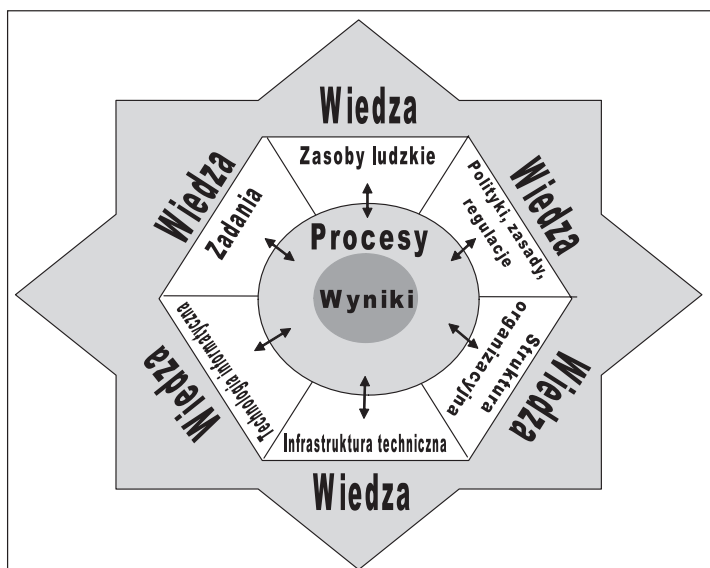 Wiedza
Zasoby ludzkie
Wiedza
Zadania
Wiedza
Polityki, zasady,
regulacje
Procesy
Wyniki
Wiedza
Technologia informatyczna
Struktura
organizacyjna
Wiedza
Infrastruktura techniczna
Wiedza